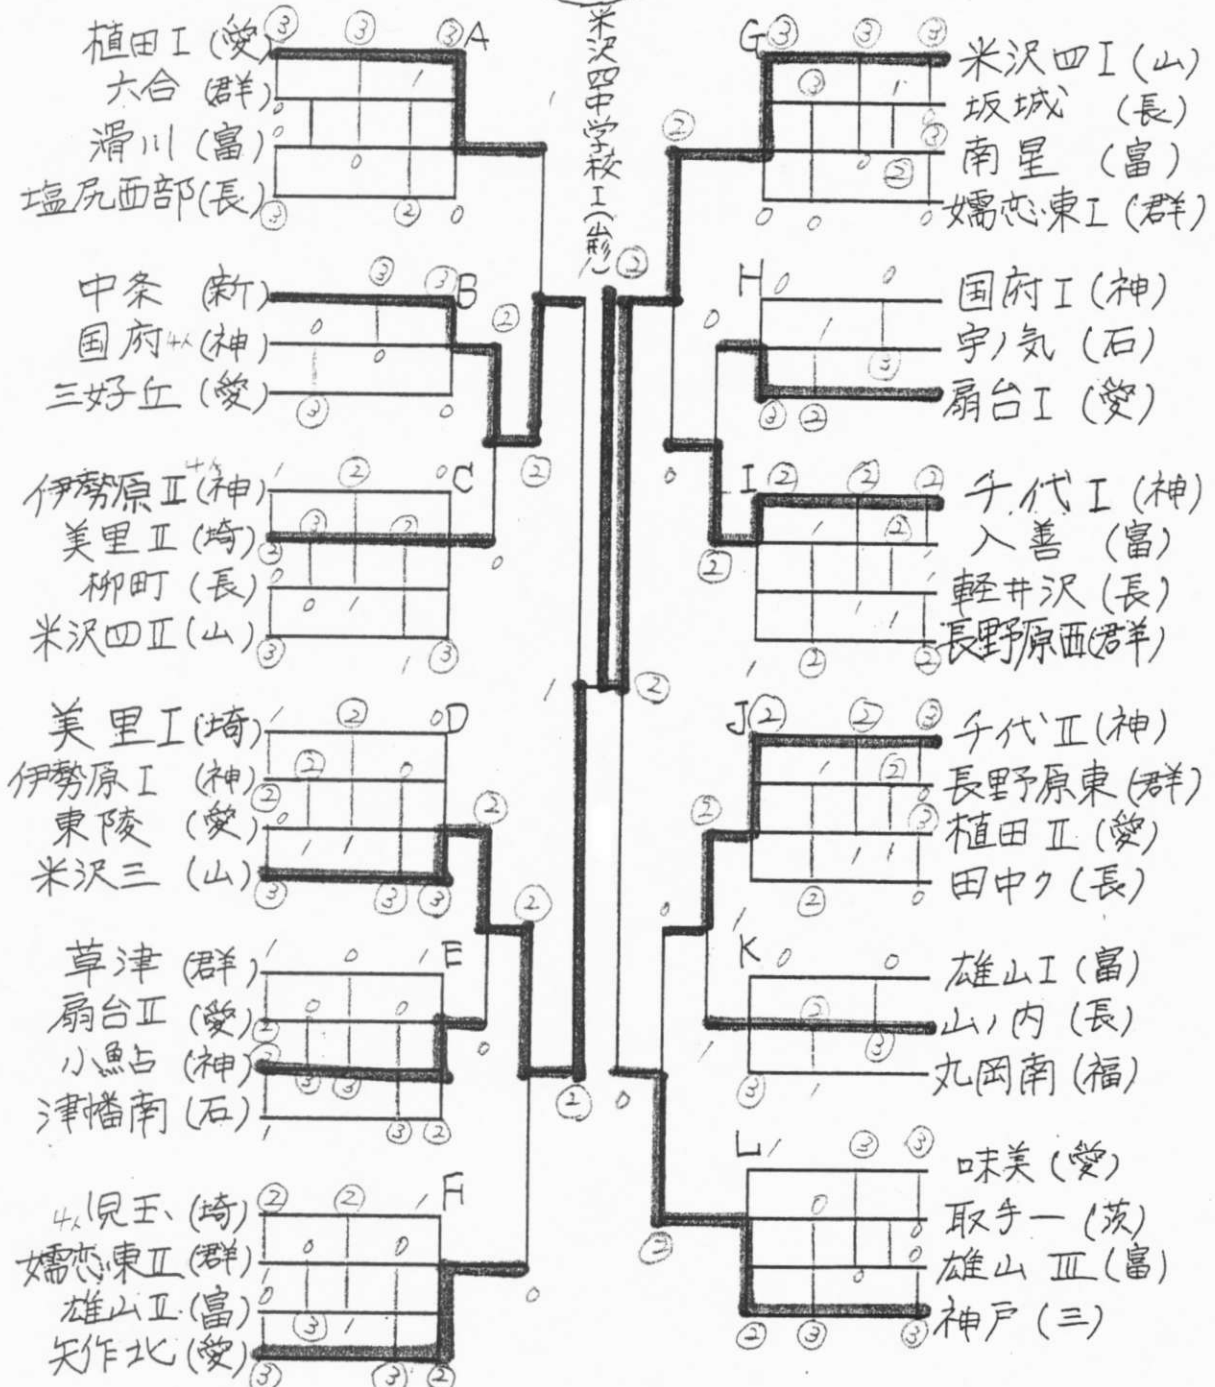 米沢四中学校Ⅰ(山形)
A
植田Ⅰ(愛)
六合(群)
滑川(富)
塩尻西部(長)
B
中条(新)
国府4人(神)
三好丘(愛)
C
伊勢原Ⅱ4人(神)
美里Ⅱ(埼)
柳町(長)
米沢四Ⅱ(山)
D
美里Ⅰ(埼)
伊勢原Ⅰ(神)
東陵(愛)
米沢三(山)
E
草津(群)
扇台Ⅱ(愛)
小鮎(神)
津幡南(石)
F
4人児玉(埼)
嬬恋東Ⅱ(群)
雄山Ⅱ(富)
矢作北(愛)
G
米沢四Ⅰ(山)
坂城(長)
南星(富)
嬬恋東Ⅰ(群)
H
国府Ⅰ(神)
宇ノ気(石)
扇台Ⅰ(愛)
I
千代Ⅰ(神)
入善(富)
軽井沢(長)
長野原西(群)
J
千代Ⅱ(神)
長野原東(群)
植田Ⅱ(愛)
田中ク(長)
K
雄山Ⅰ(富)
山ノ内(長)
丸岡南(福)
L
味美(愛)
取手一(茨)
雄山Ⅲ(富)
神戸(三)